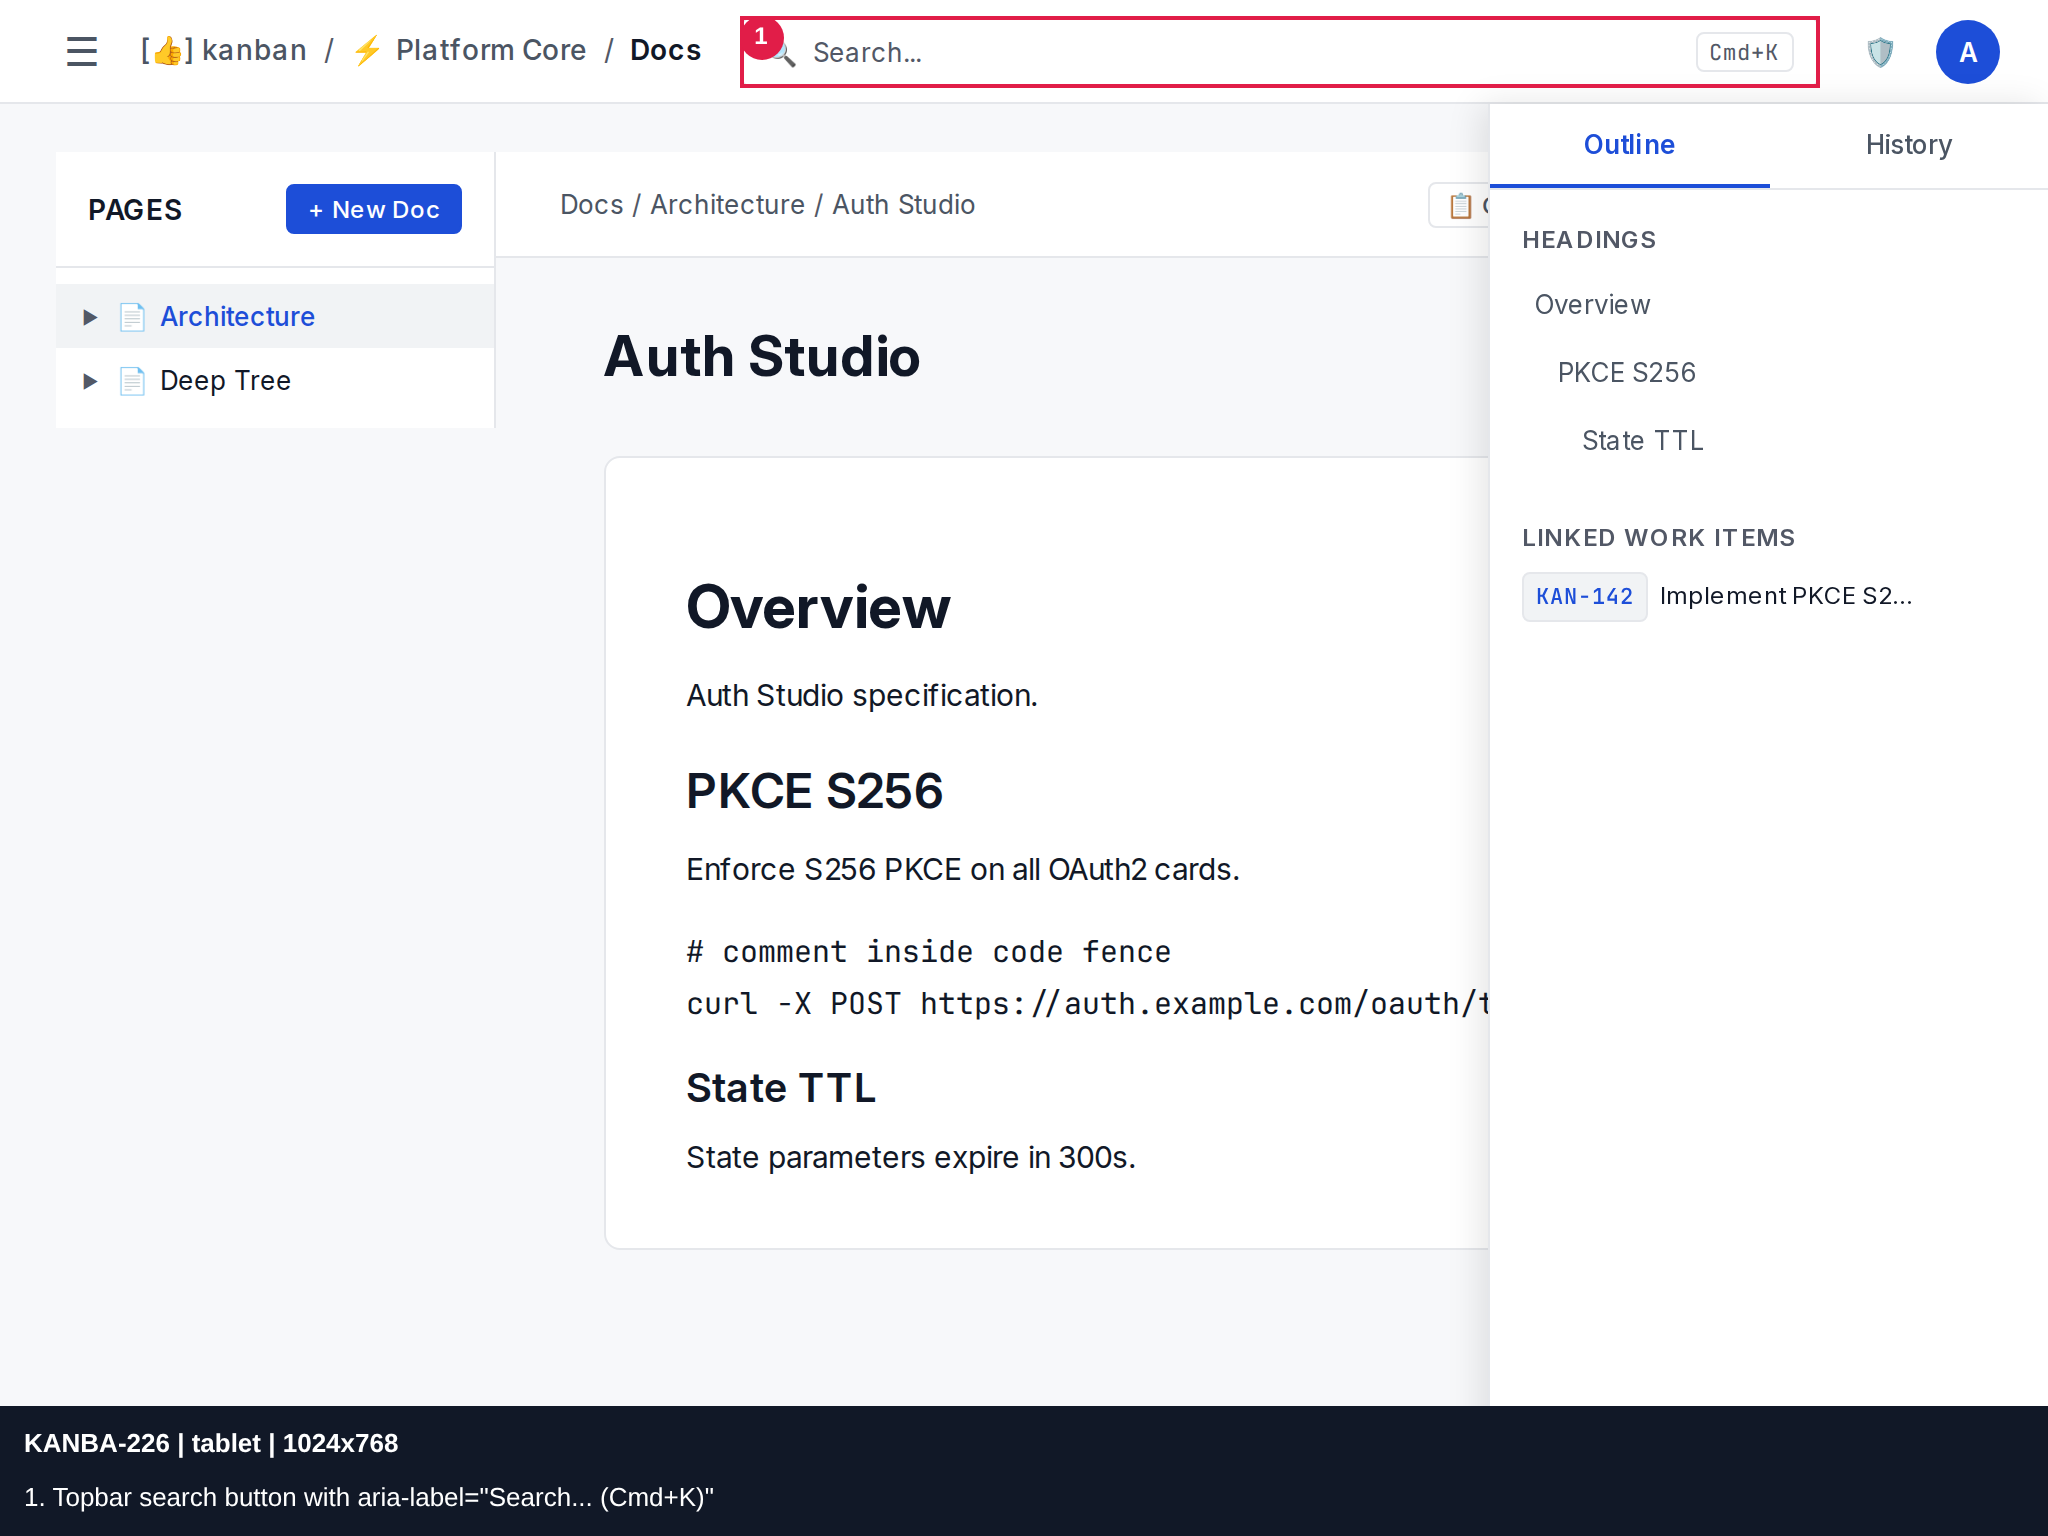 ☰ [👍] kanban / ⚡ Platform Core / Docs
1 🔍 Search... Cmd+K
🛡️ A
PAGES
+ New Doc
▶ 📄 Architecture
▶ 📄 Deep Tree
Docs / Architecture / Auth Studio
📋
Auth Studio
Overview
Auth Studio specification.
PKCE S256
Enforce S256 PKCE on all OAuth2 cards.
# comment inside code fence
curl -X POST https://auth.example.com/oauth/t
State TTL
State parameters expire in 300s.
Outline
History
HEADINGS
Overview
PKCE S256
State TTL
LINKED WORK ITEMS
KAN-142 Implement PKCE S2...
KANBA-226 | tablet | 1024x768
1. Topbar search button with aria-label="Search... (Cmd+K)"